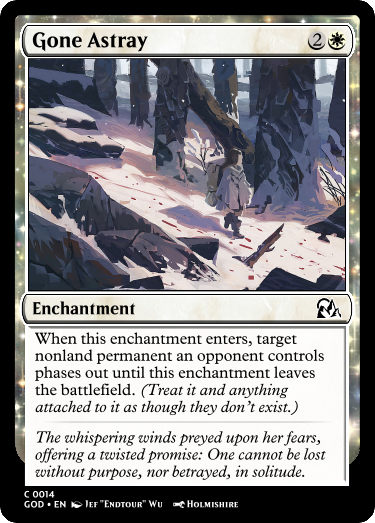 Gone Astray 2
Enchantment
When this enchantment enters, target
nonland permanent an opponent controls
phases out until this enchantment leaves
the battlefield. (Treat it and anything
attached to it as though they don't exist.)
The whispering winds preyed upon her fears,
offering a twisted promise: One cannot be lost
without purpose, nor betrayed, in solitude.
C 0014
GOD • EN Jef "Endtour" Wu Holmishire